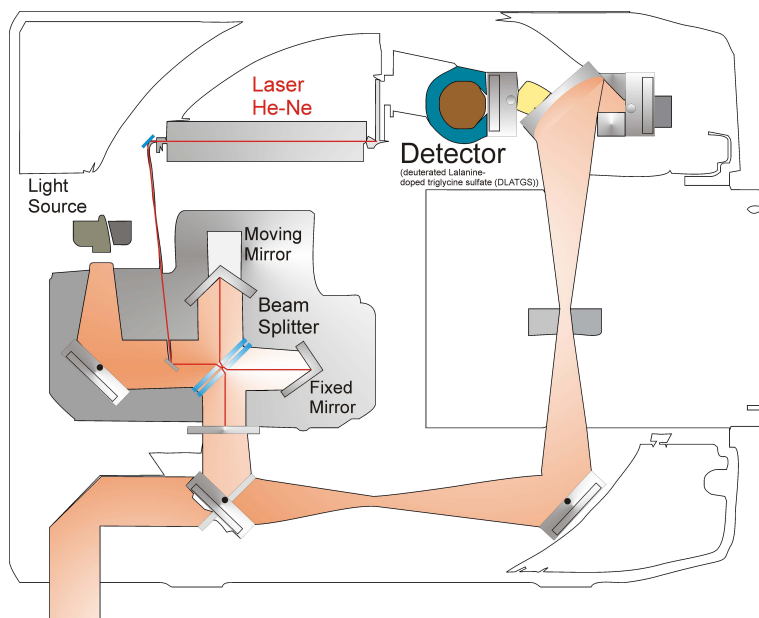 Laser
He-Ne
Detector
(deuterated Lalanine-
doped triglycine sulfate (DLATGS))
Light
Source
Moving
Mirror
Beam
Splitter
Fixed
Mirror